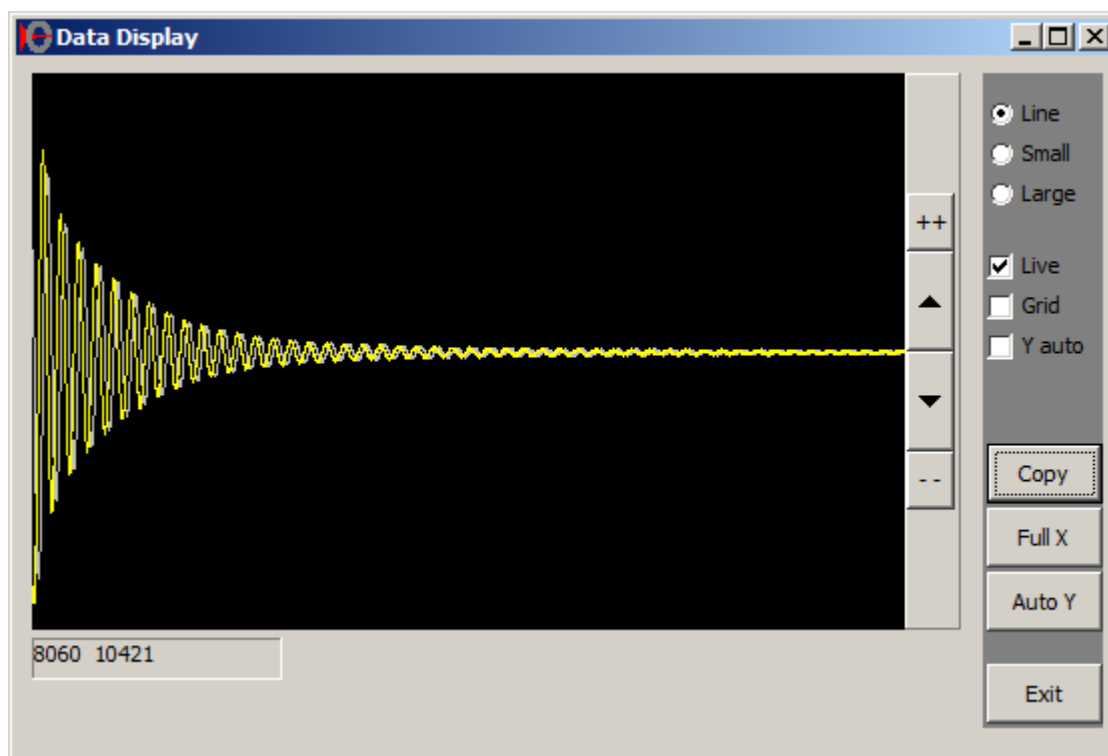 Data Display
Line
Small
Large
++
Live
Grid
Y auto
--
Copy
Full X
Auto Y
8060 10421
Exit